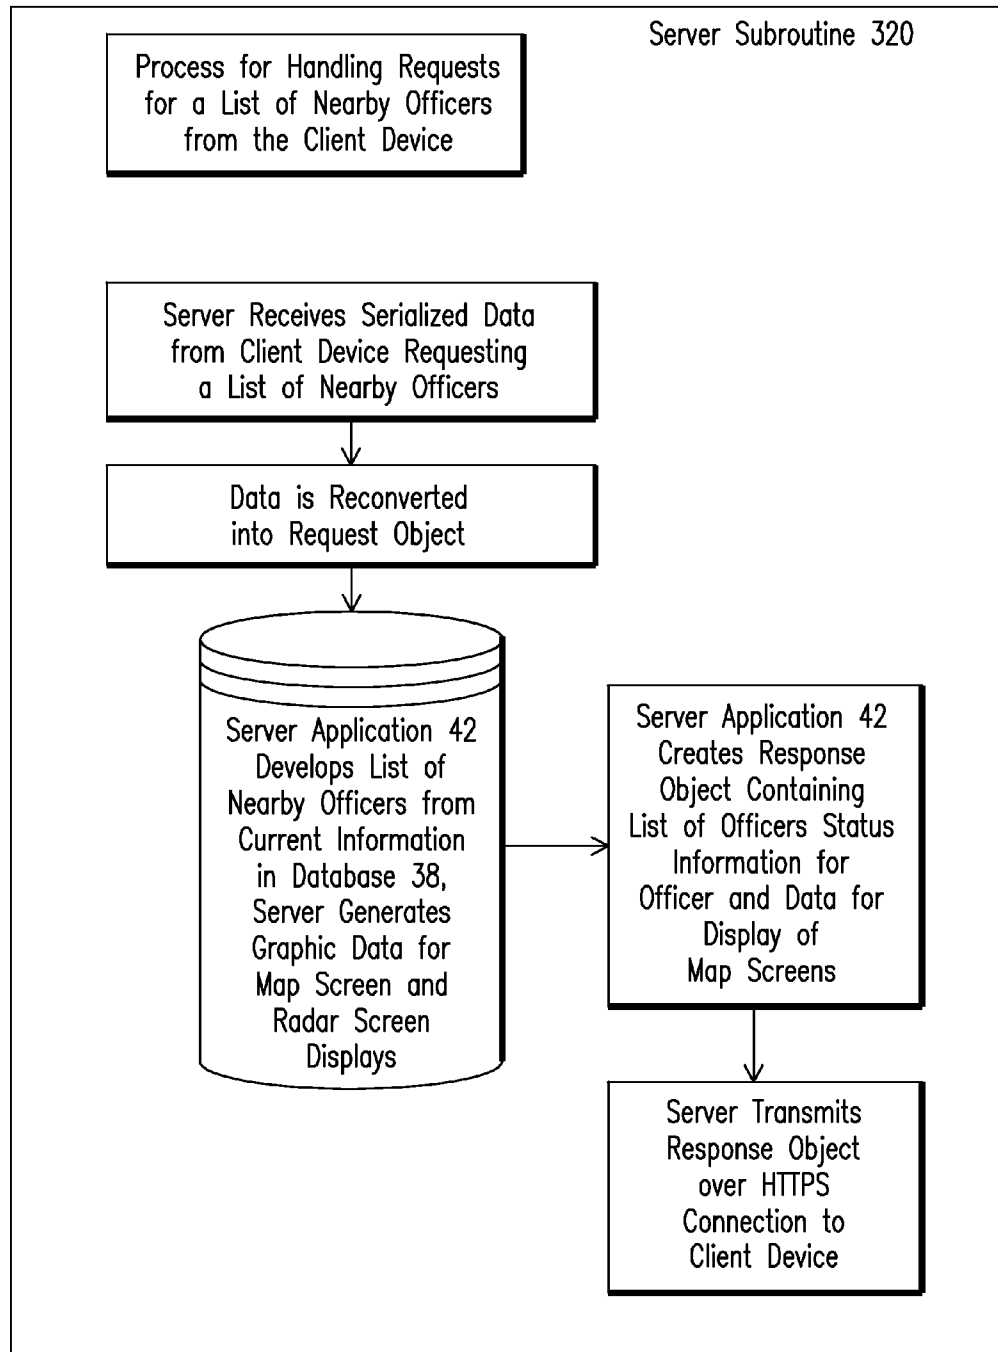 Server Subroutine 320
Process for Handling Requests
for a List of Nearby Officers
from the Client Device
Server Receives Serialized Data
from Client Device Requesting
a List of Nearby Officers
Data is Reconverted
into Request Object
Server Application 42
Develops List of
Nearby Officers from
Current Information
in Database 38,
Server Generates
Graphic Data for
Map Screen and
Radar Screen
Displays
Server Application 42
Creates Response
Object Containing
List of Officers Status
Information for
Officer and Data for
Display of
Map Screens
Server Transmits
Response Object
over HTTPS
Connection to
Client Device